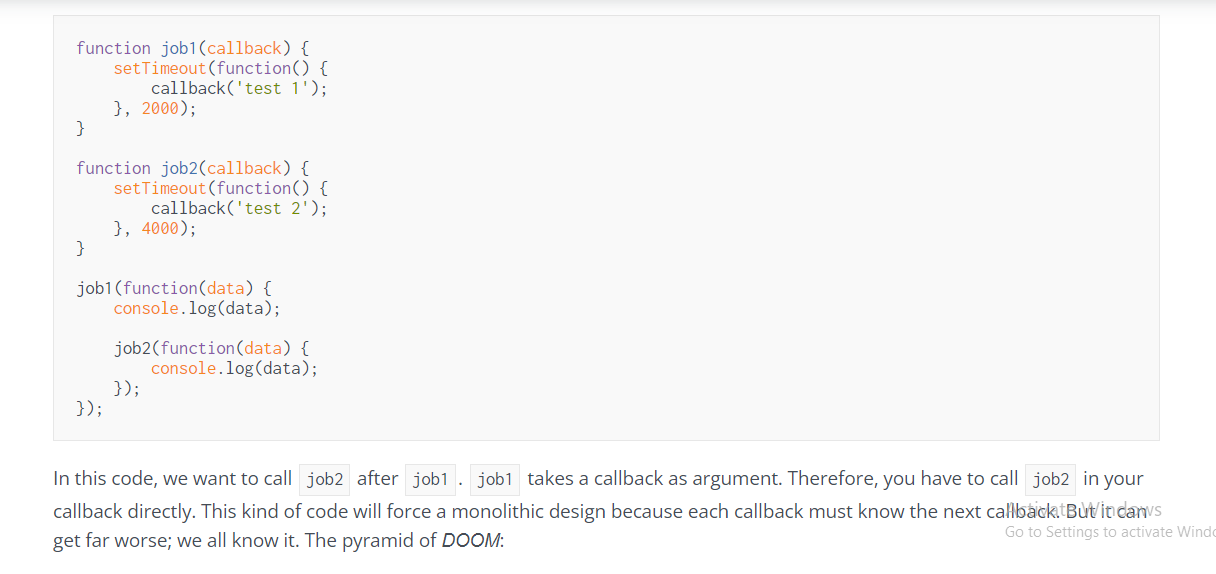 function job1(callback) {
    setTimeout(function() {
        callback('test 1');
    }, 2000);
}

function job2(callback) {
    setTimeout(function() {
        callback('test 2');
    }, 4000);
}

job1(function(data) {
    console.log(data);

    job2(function(data) {
        console.log(data);
    });
});

In this code, we want to call job2 after job1. job1 takes a callback as argument. Therefore, you have to call job2 in your
callback directly. This kind of code will force a monolithic design because each callback must know the next callback. But it can
Activate Windows
get far worse; we all know it. The pyramid of DOOM:
Go to Settings to activate